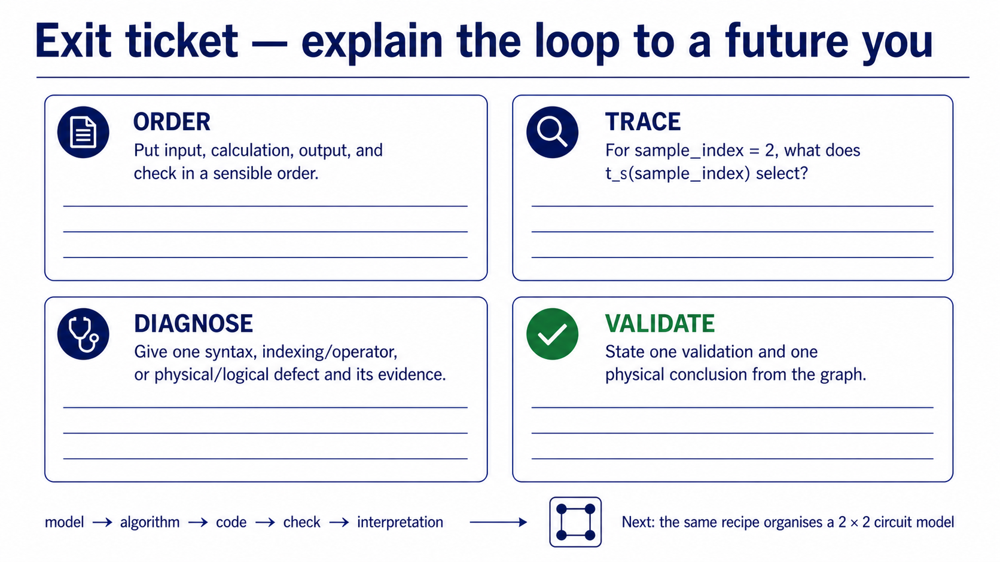 Exit ticket — explain the loop to a future you
ORDER
Put input, calculation, output, and
check in a sensible order.
TRACE
For sample_index = 2, what does
t_s(sample_index) select?
DIAGNOSE
Give one syntax, indexing/operator,
or physical/logical defect and its evidence.
VALIDATE
State one validation and one
physical conclusion from the graph.
model → algorithm → code → check → interpretation
Next: the same recipe organises a 2 × 2 circuit model